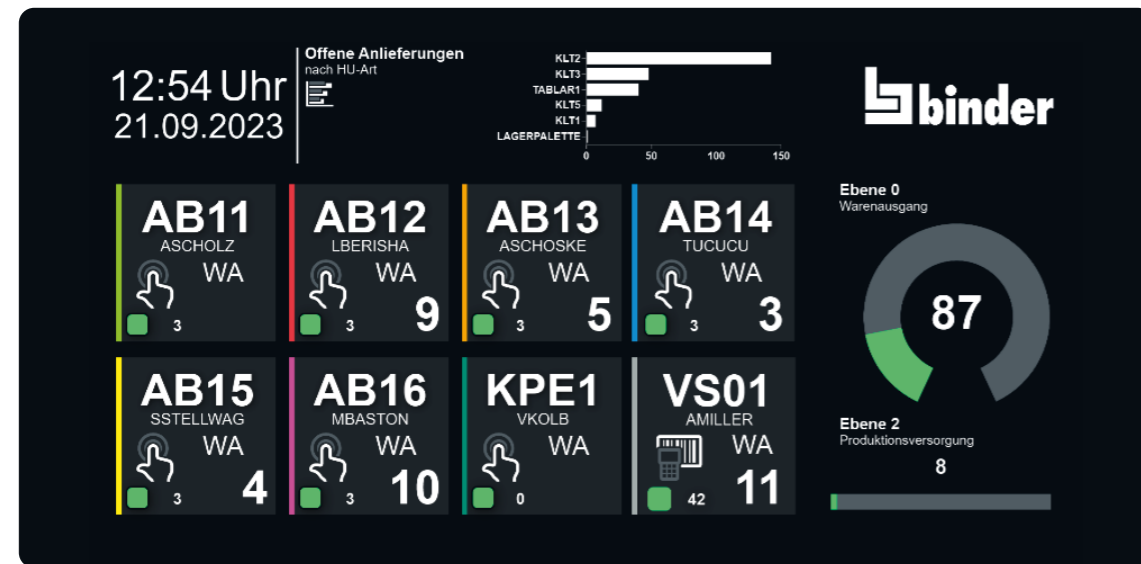 12:54 Uhr
21.09.2023
Offene Anlieferungen
nach HU-Art
KLT2
KLT3
TABLAR1
KLT5
KLT1
LAGERPALETTE
0 50 100 150
binder
AB11
ASCHOLZ
WA
3
AB12
LBERISHA
WA
3 9
AB13
ASCHOSKE
WA
3 5
AB14
TUCUCU
WA
3 3
Ebene 0
Warenausgang
87
AB15
SSTELLWAG
WA
3 4
AB16
MBASTON
WA
3 10
KPE1
VKOLB
WA
0
VS01
AMILLER
WA
42 11
Ebene 2
Produktionsversorgung
8